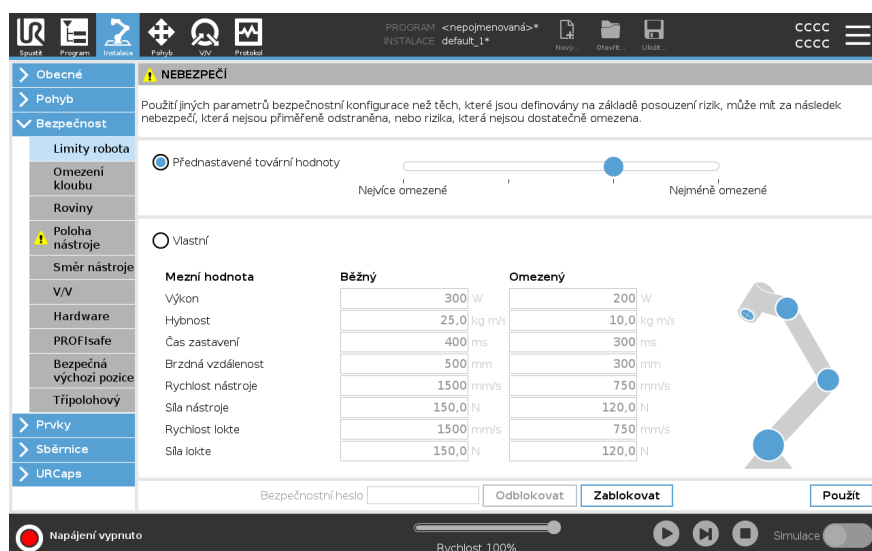 PROGRAM <nepojmenovaná>*
INSTALACE default_1*
Spustit Program Instalace Pohyb V/V Protokol
Nový... Otevřít... Uložit...
cccc
cccc
Obecné
Pohyb
Bezpečnost
Limity robota
Omezení
kloubu
Roviny
Poloha
nástroje
Směr nástroje
V/V
Hardware
PROFIsafe
Bezpečná
výchozí pozice
Třípolohový
Prvky
Sběrnice
URCaps
NEBEZPEČÍ
Použití jiných parametrů bezpečnostní konfigurace než těch, které jsou definovány na základě posouzení rizik, může mít za následek
nebezpečí, která nejsou přiměřeně odstraněna, nebo rizika, která nejsou dostatečně omezena.
Přednastavené tovární hodnoty
Nejvíce omezené Nejméně omezené
Vlastní
Mezní hodnota Běžný Omezený
Výkon 300 W 200 W
Hybnost 25,0 kg m/s 10,0 kg m/s
Čas zastavení 400 ms 300 ms
Brzdná vzdálenost 500 mm 300 mm
Rychlost nástroje 1500 mm/s 750 mm/s
Síla nástroje 150,0 N 120,0 N
Rychlost lokte 1500 mm/s 750 mm/s
Síla lokte 150,0 N 120,0 N
Bezpečnostní heslo Odblokovat Zablokovat Použít
Napájení vypnuto
Rychlost 100%
Simulace